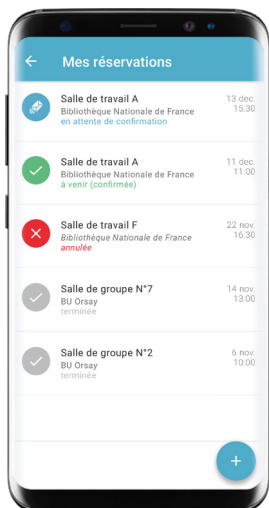 Mes réservations
Salle de travail A
13 dec.
Bibliothèque Nationale de France
15:30
en attente de confirmation
Salle de travail A
11 dec.
Bibliothèque Nationale de France
11:00
à venir (confirmée)
Salle de travail F
22 nov.
Bibliothèque Nationale de France
16:30
annulée
Salle de groupe N°7
14 nov.
BU Orsay
13:00
terminée
Salle de groupe N°2
6 nov.
BU Orsay
10:00
terminée